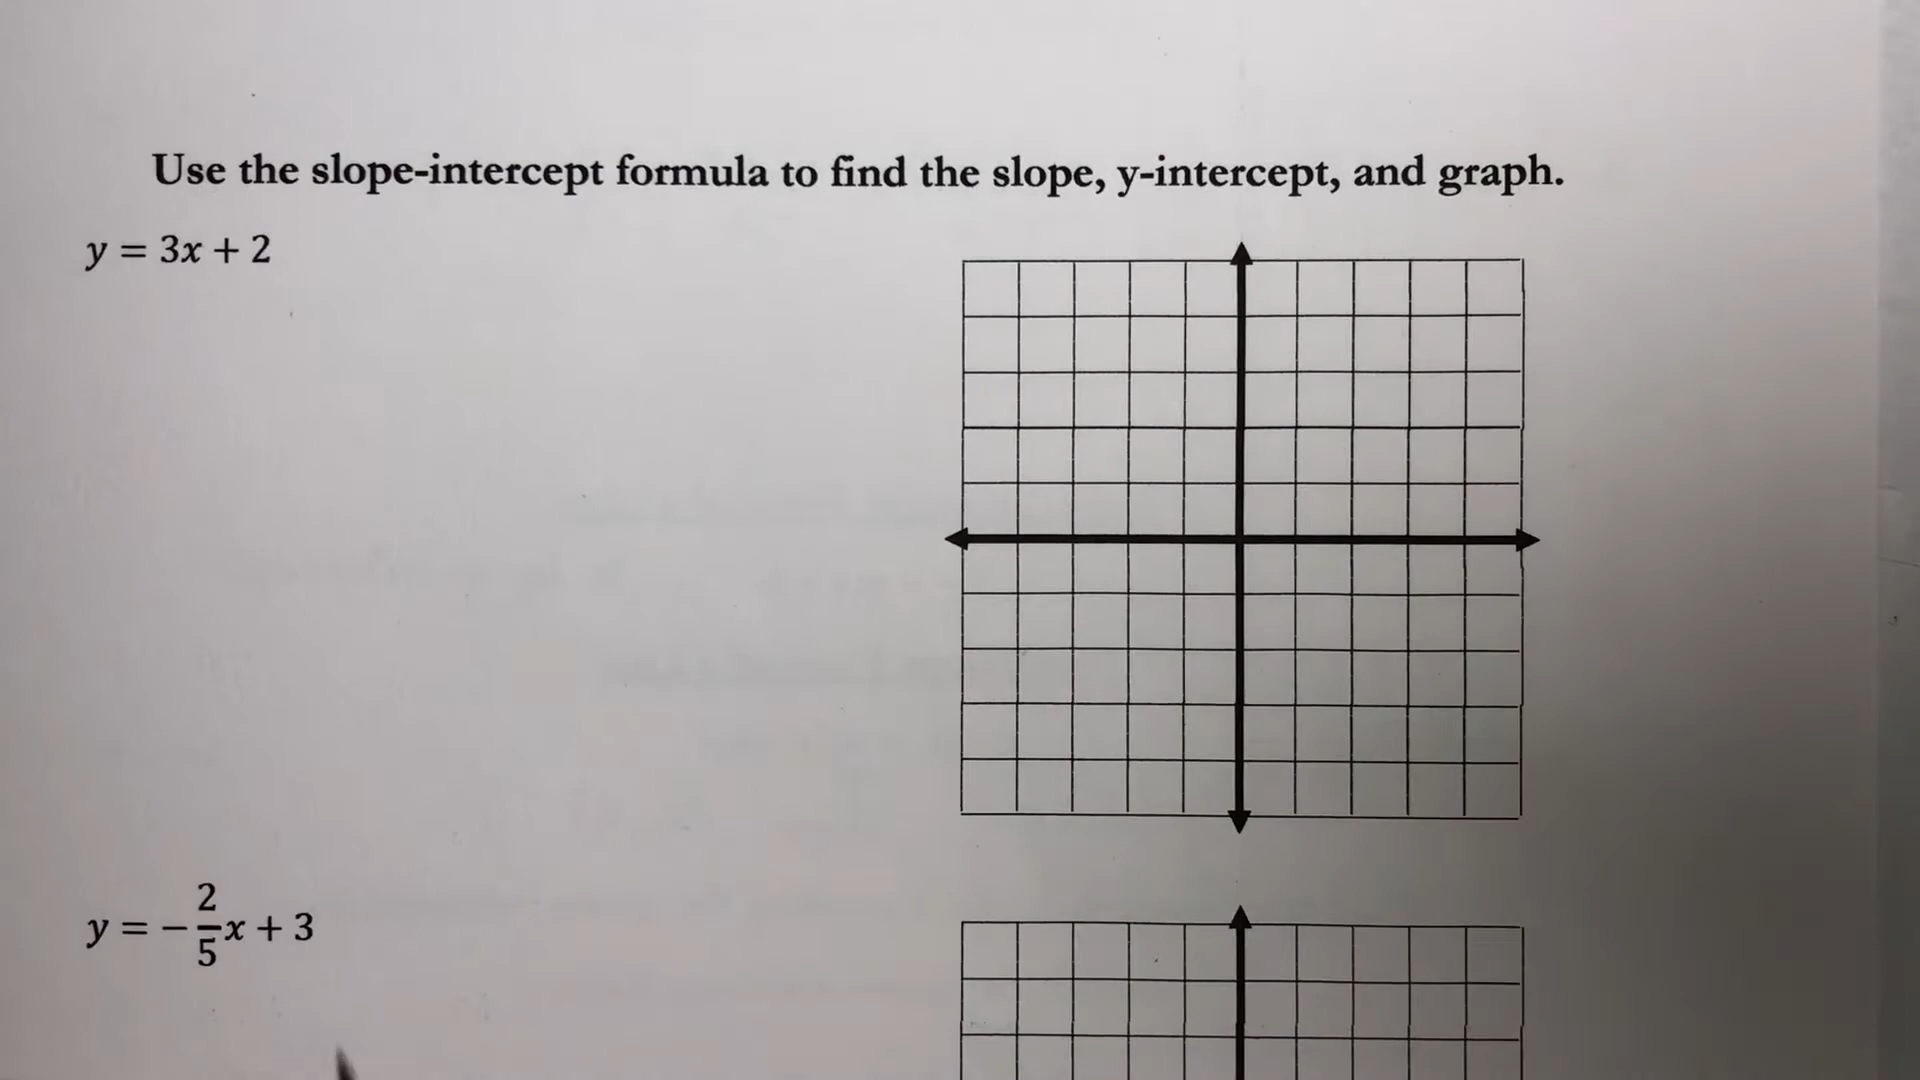 Use the slope-intercept formula to find the slope, y-intercept, and graph.
y = 3x + 2
y = -2/5x + 3